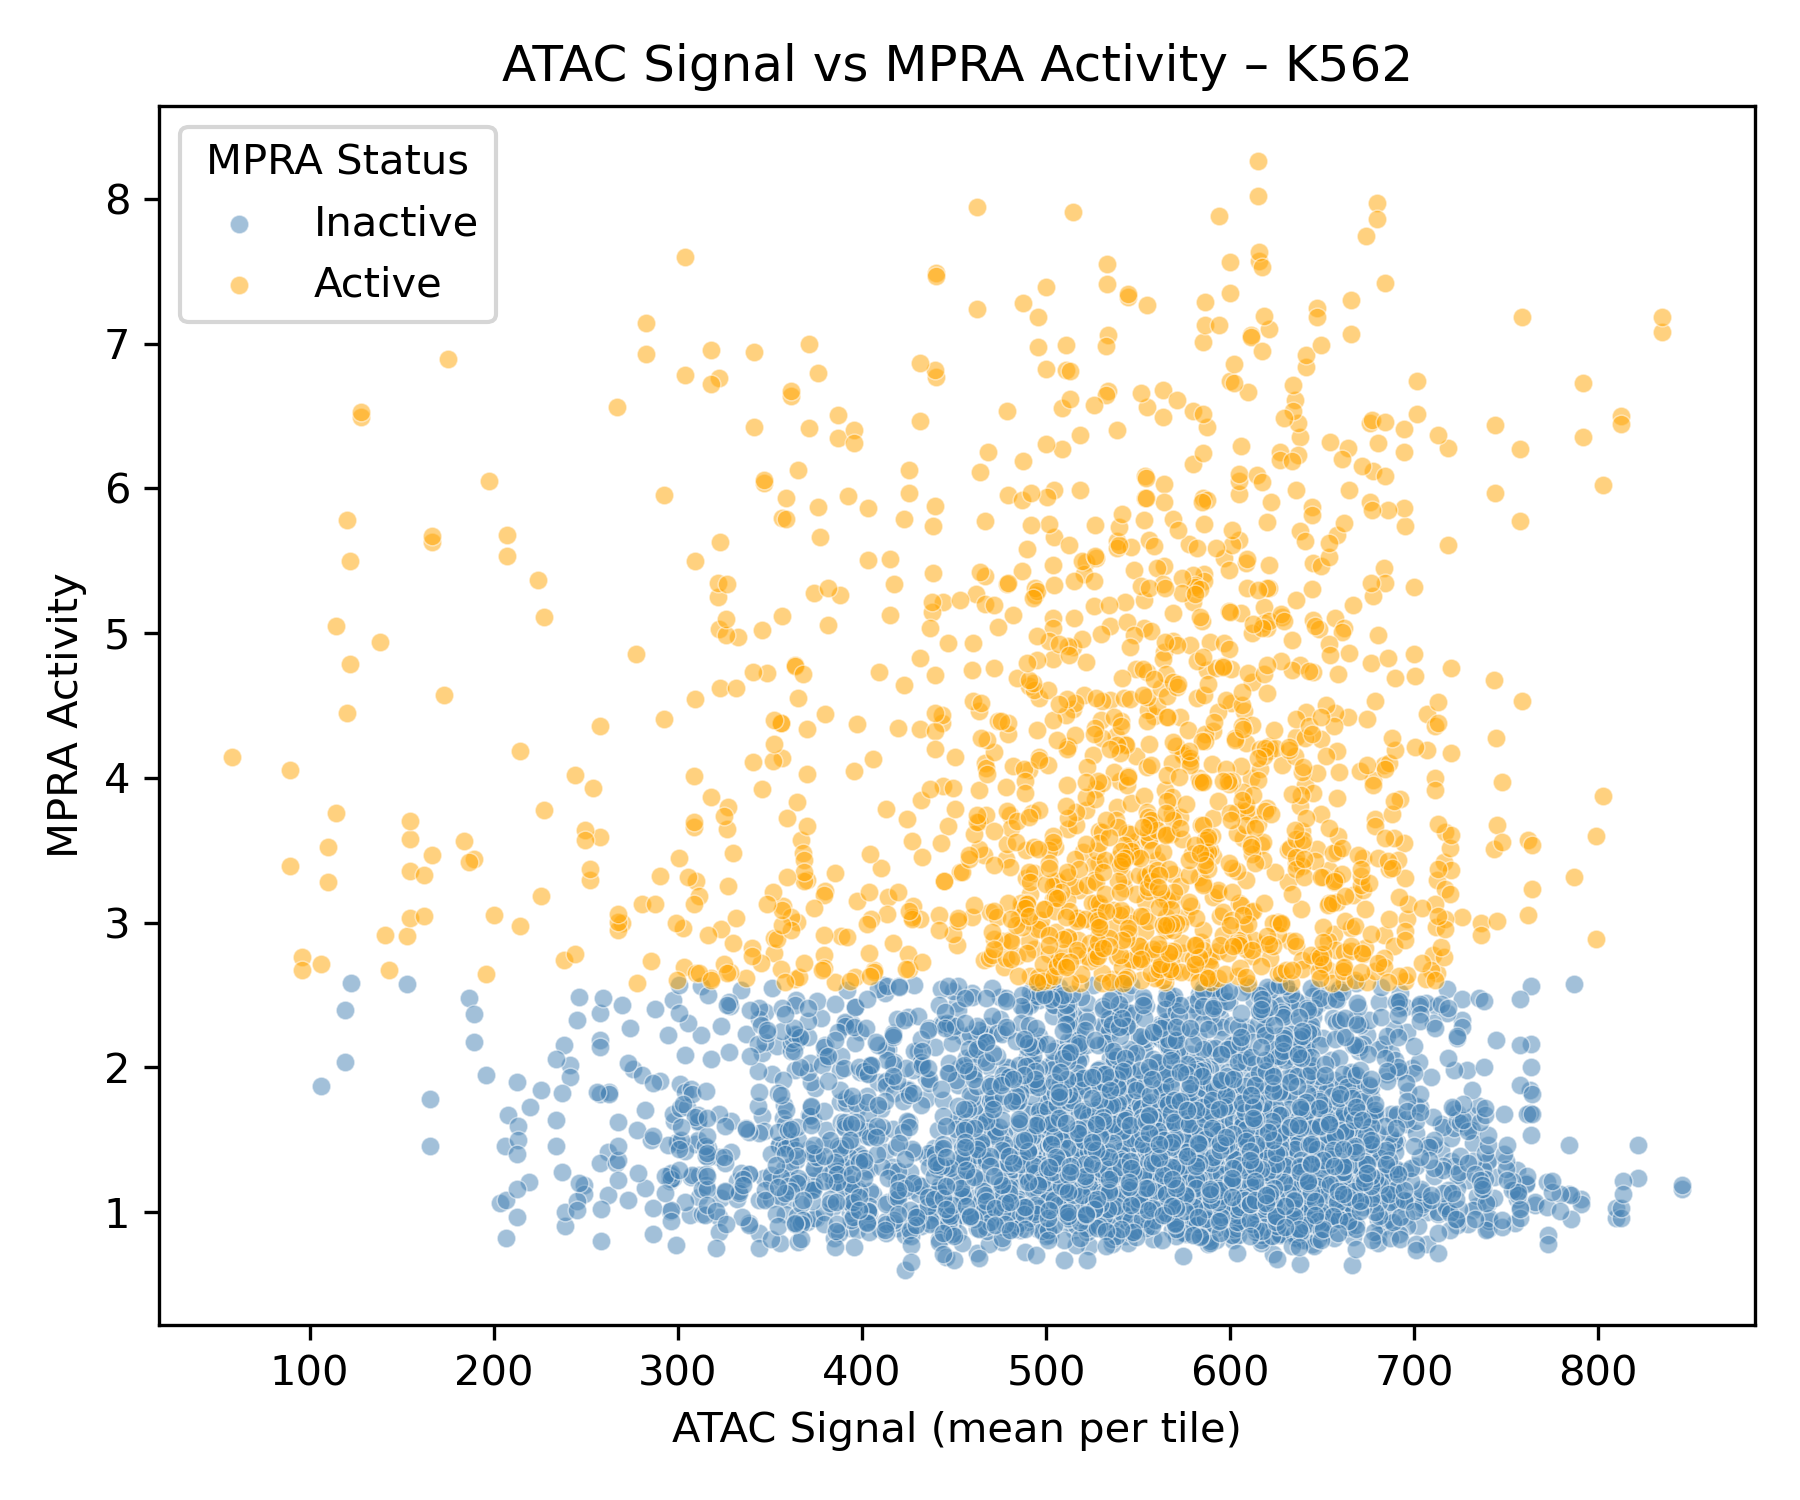 ATAC Signal vs MPRA Activity – K562
MPRA Status
Inactive
Active
8
7
6
5
4
3
2
1
MPRA Activity
100 200 300 400 500 600 700 800
ATAC Signal (mean per tile)